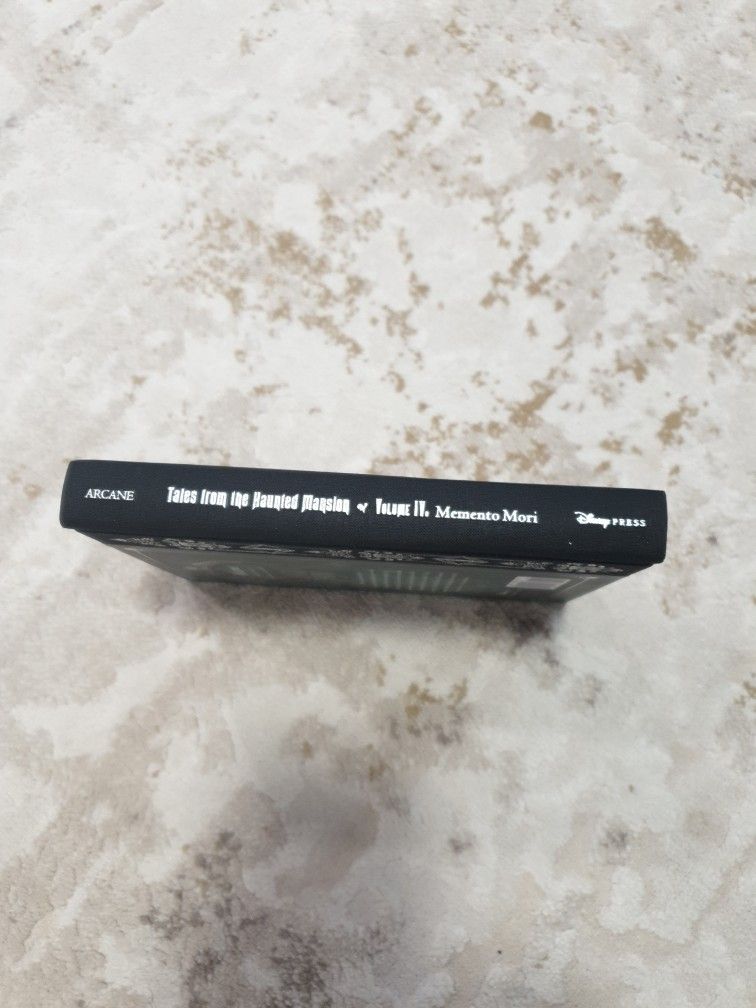 ARCANE Tales from the Haunted Mansion Volume IV: Memento Mori Disney PRESS